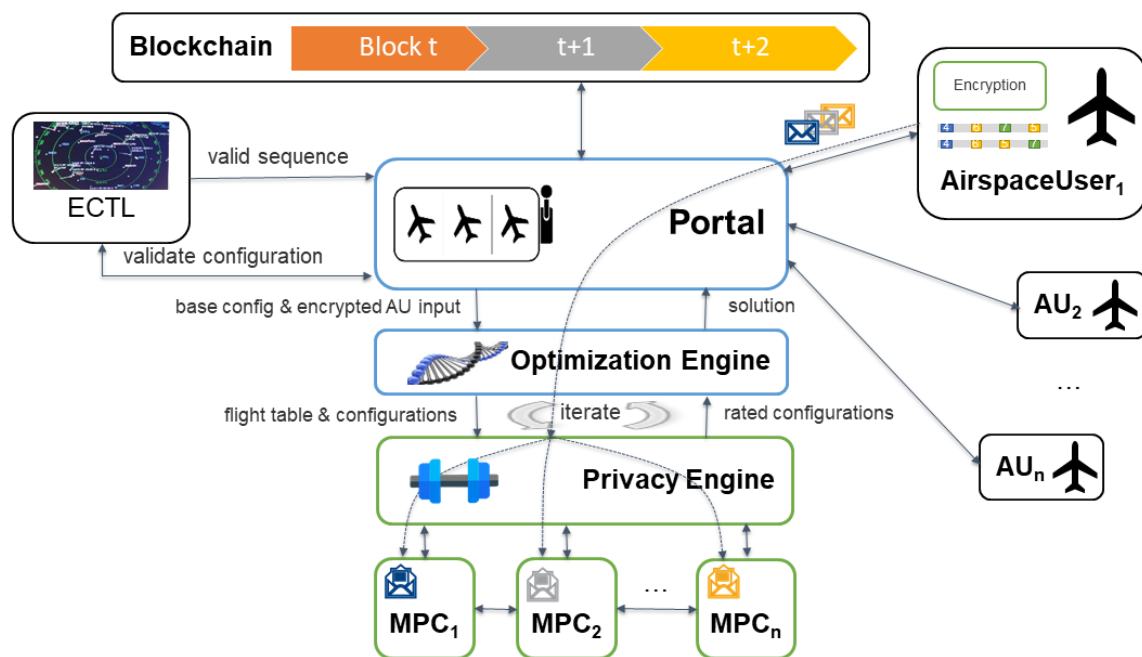 Blockchain
Block t
t+1
t+2
Encryption
4 6 7 5
4 6 5 7
AirspaceUser₁
valid sequence
ECTL
validate configuration
Portal
base config & encrypted AU input
solution
AU₂
Optimization Engine
...
flight table & configurations
iterate
rated configurations
AUₙ
Privacy Engine
...
MPC₁
MPC₂
MPCₙ